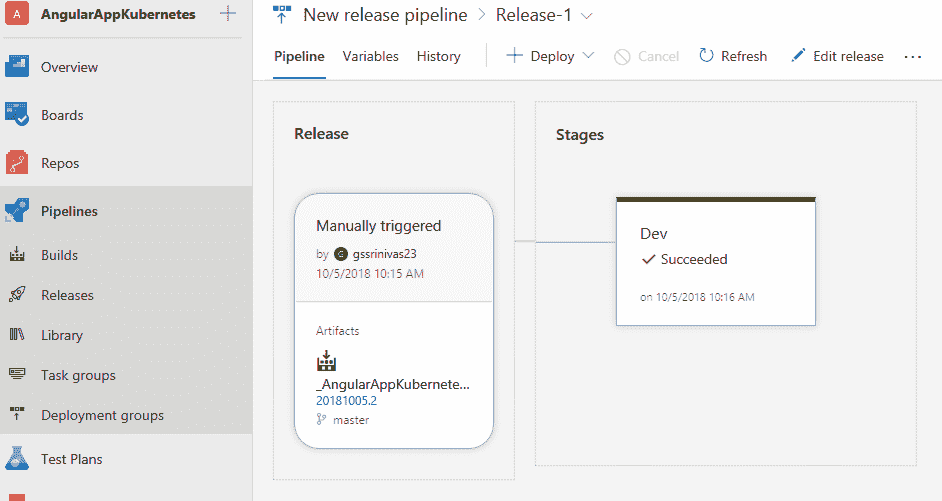 A AngularAppKubernetes
Overview
Boards
Repos
Pipelines
Builds
Releases
Library
Task groups
Deployment groups
Test Plans
New release pipeline > Release-1
Pipeline Variables History Deploy Cancel Refresh Edit release ...
Release
Manually triggered
by G gssrinivas23
10/5/2018 10:15 AM
Artifacts
_AngularAppKubernete...
20181005.2
master
Stages
Dev
Succeeded
on 10/5/2018 10:16 AM